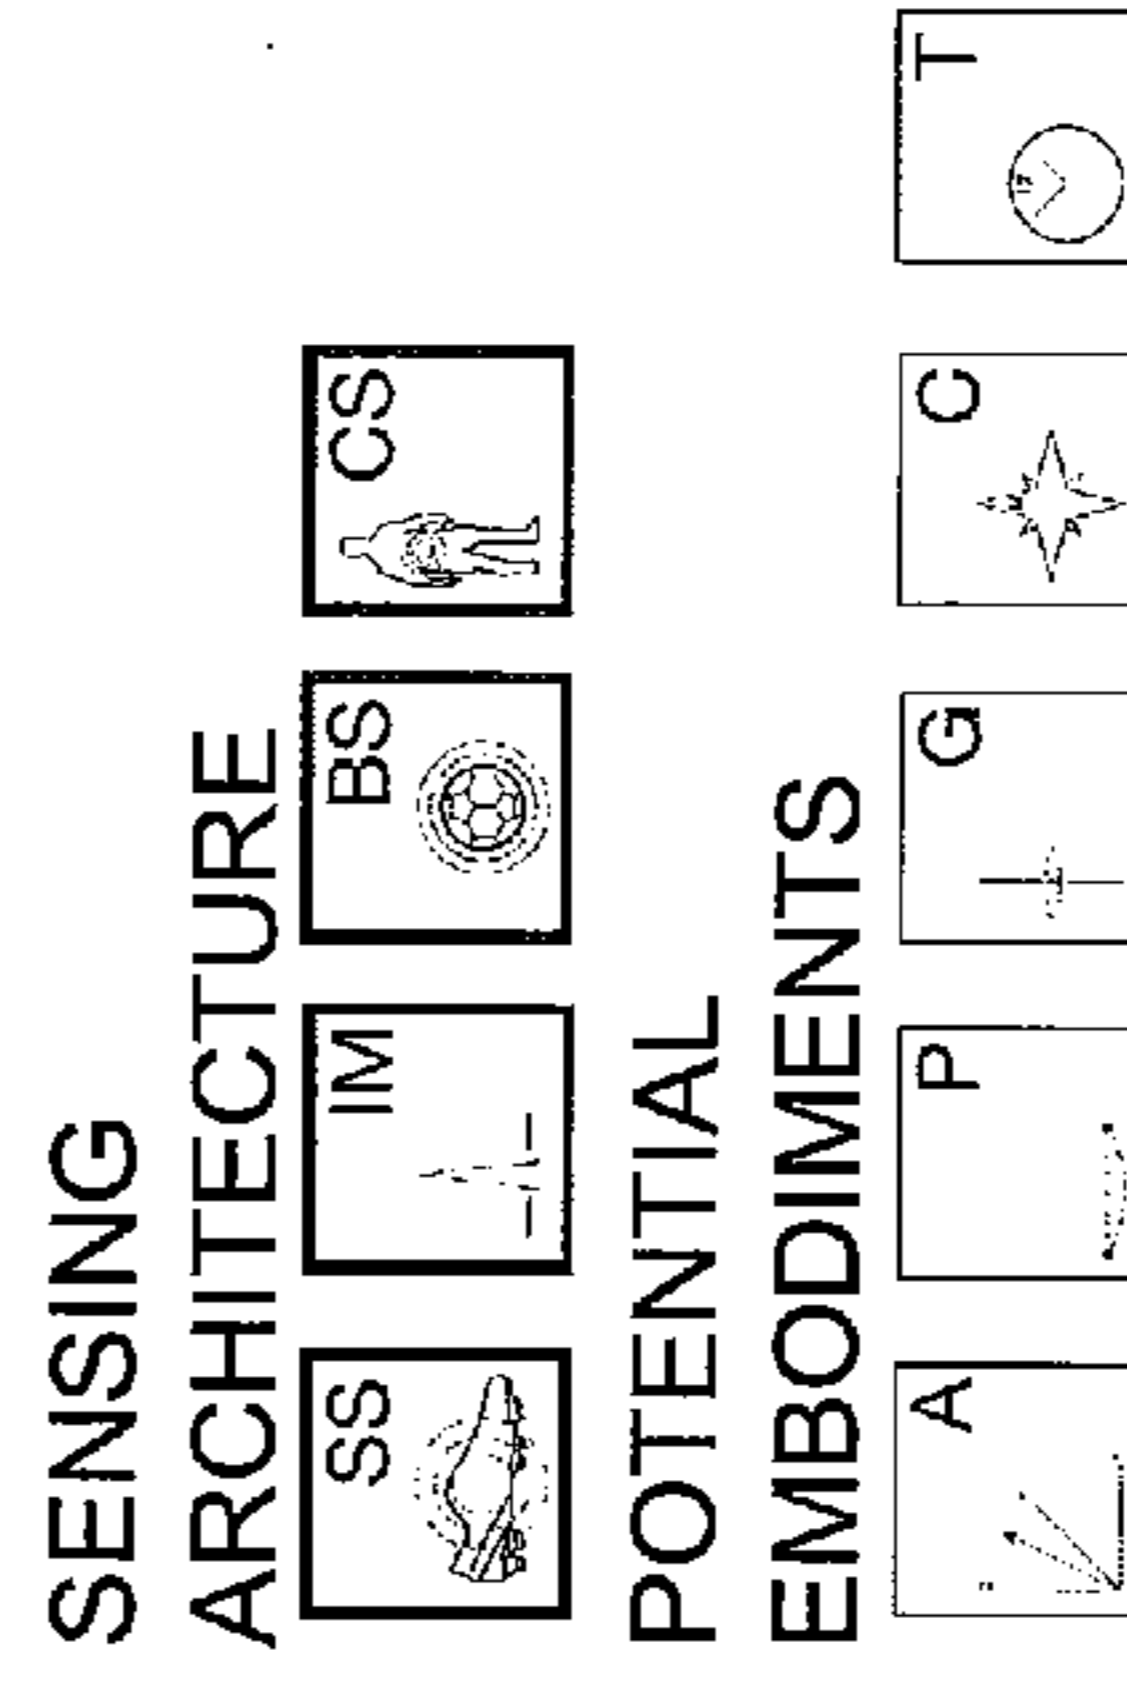 SENSING
ARCHITECTURE
SS IM BS CS
POTENTIAL
EMBODIMENTS
A P G C T